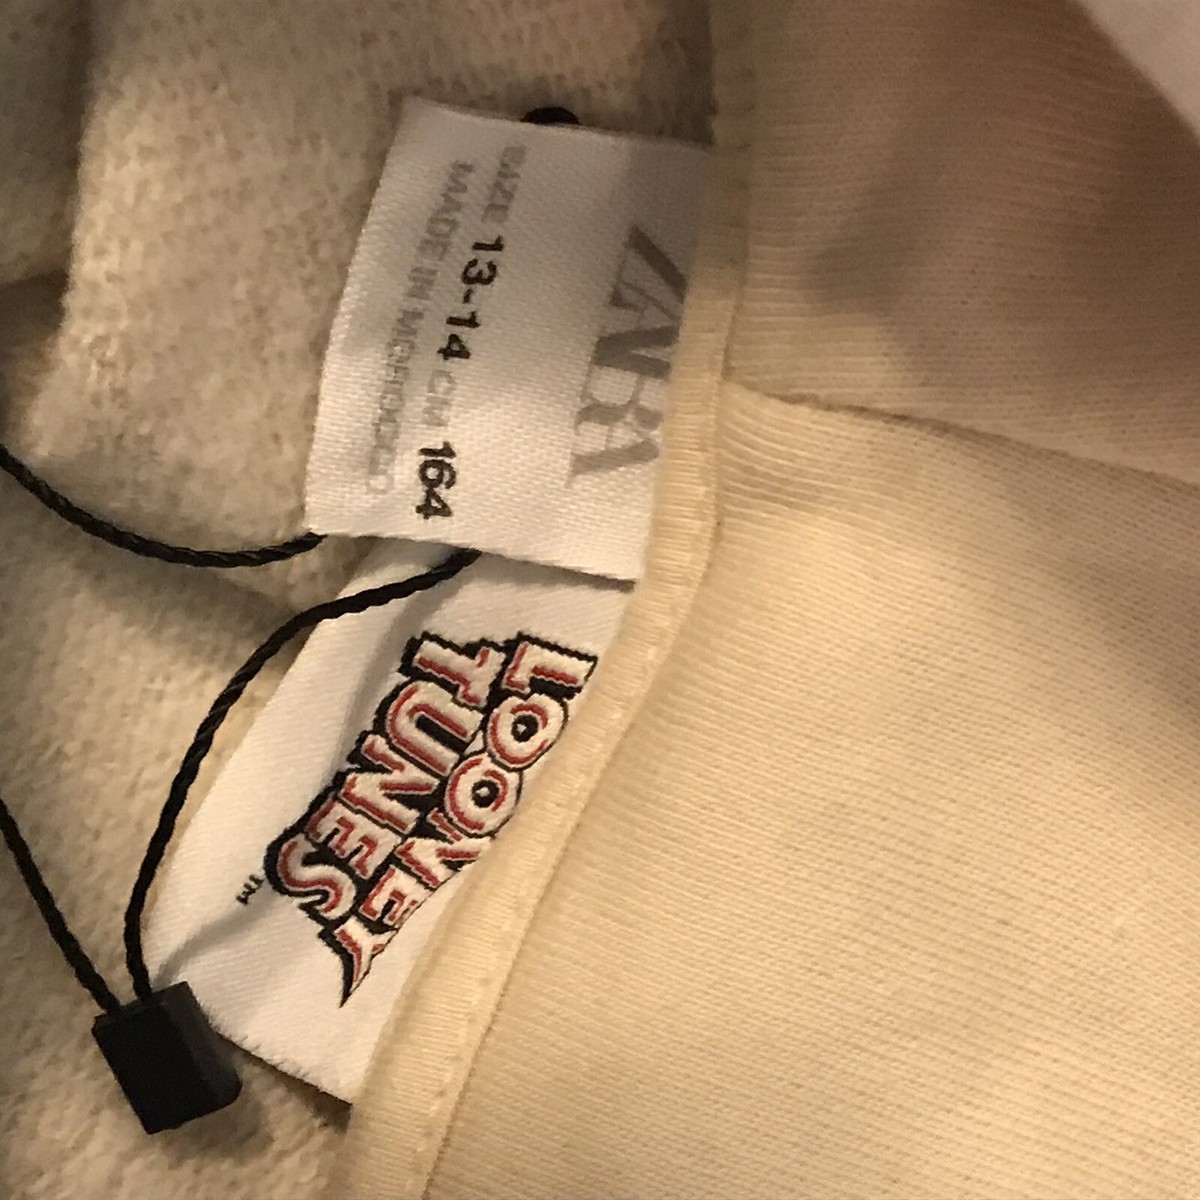 ZARA
SIZE 13-14 CM 164
MADE IN MOROCCO
LOONEY
TUNES
TM